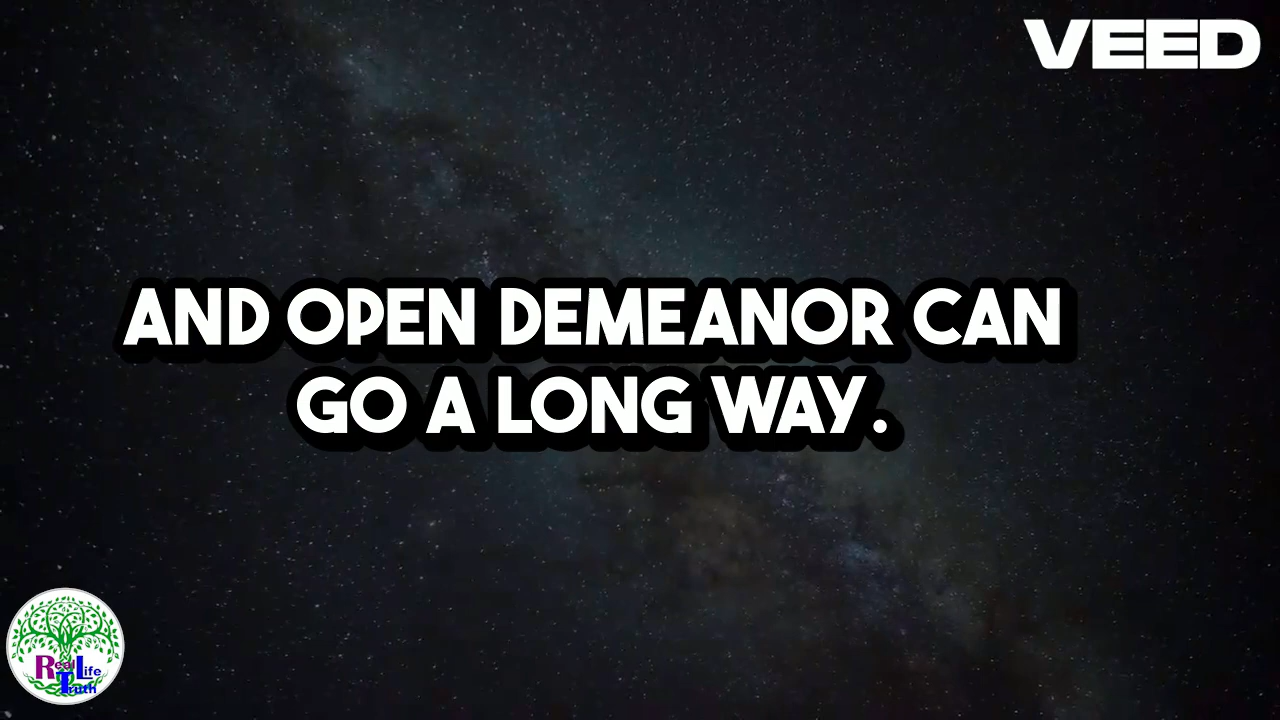 VEED
AND OPEN DEMEANOR CAN
GO A LONG WAY.
Real Life
Truth